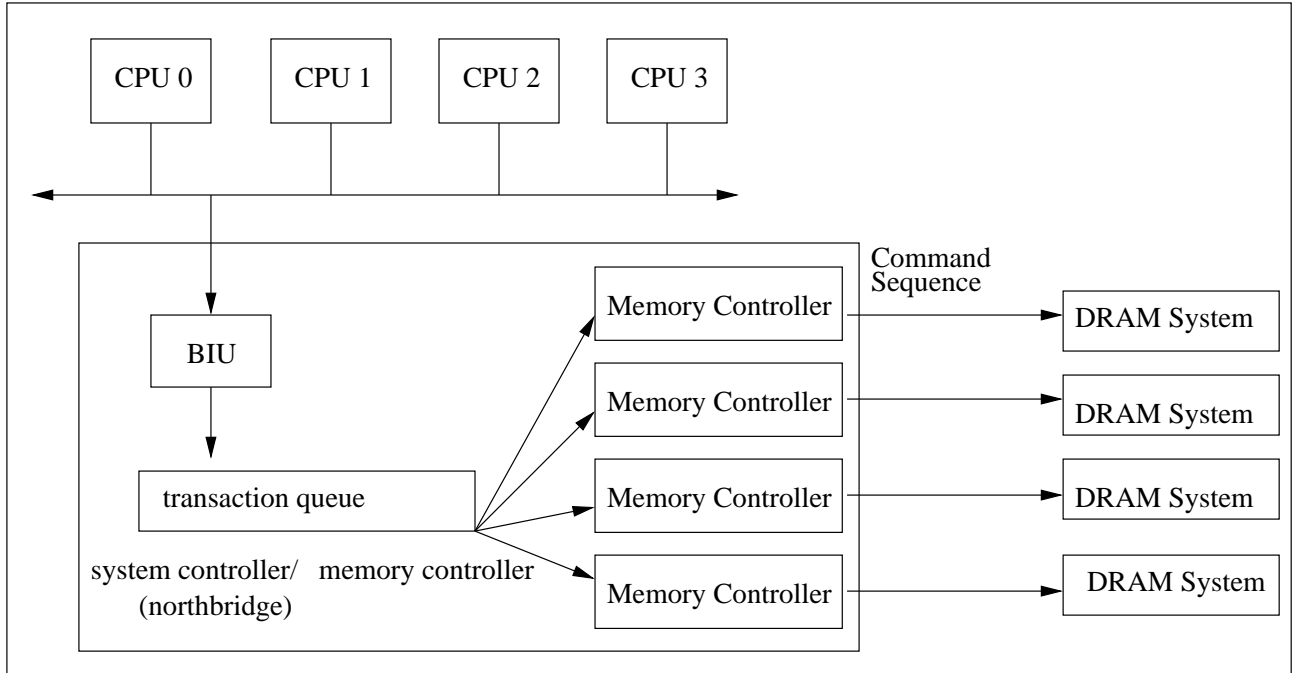 CPU 0
CPU 1
CPU 2
CPU 3
Command
Sequence
Memory Controller
DRAM System
BIU
Memory Controller
DRAM System
transaction queue
Memory Controller
DRAM System
system controller/ memory controller
(northbridge)
Memory Controller
DRAM System